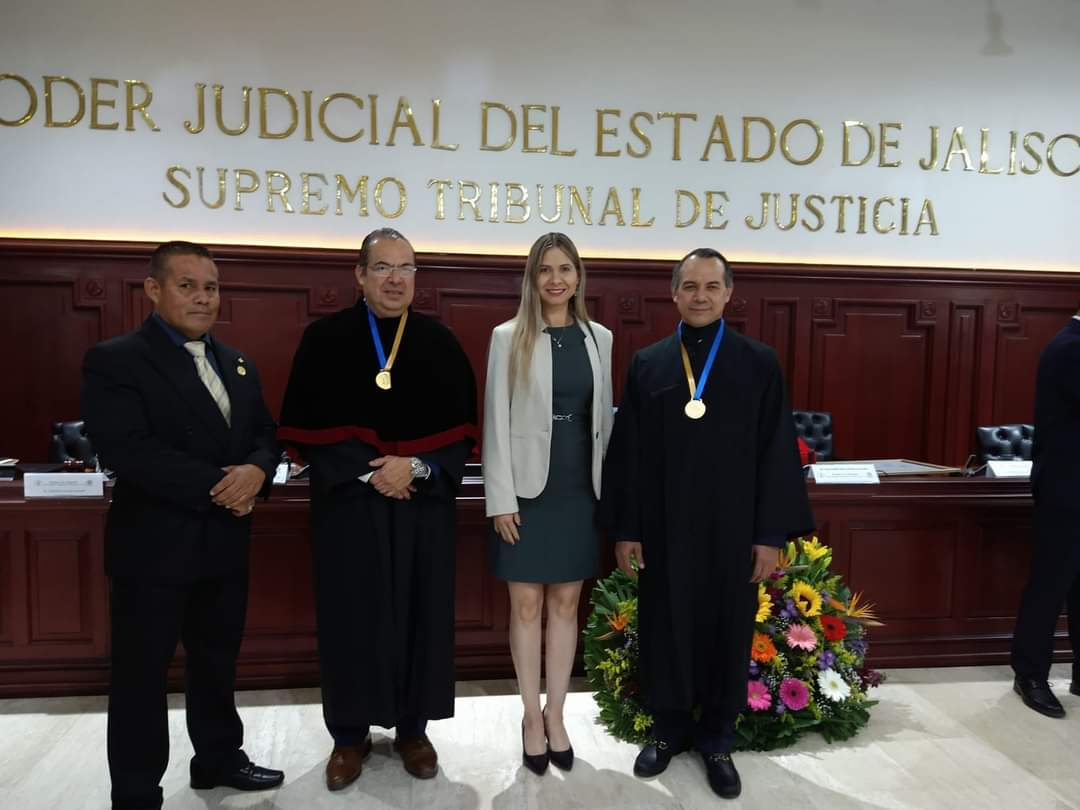 ODER JUDICIAL DEL ESTADO DE JALISCO
SUPREMO TRIBUNAL DE JUSTICIA